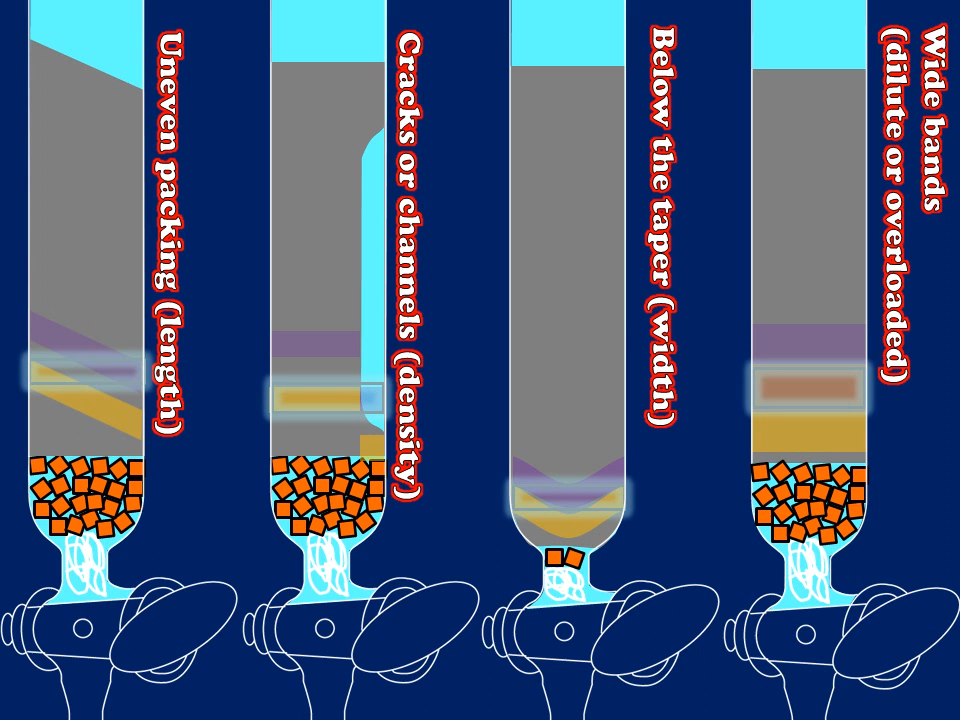 Uneven packing (length)
Cracks or channels (density)
Below the taper (width)
Wide bands
(dilute or overloaded)